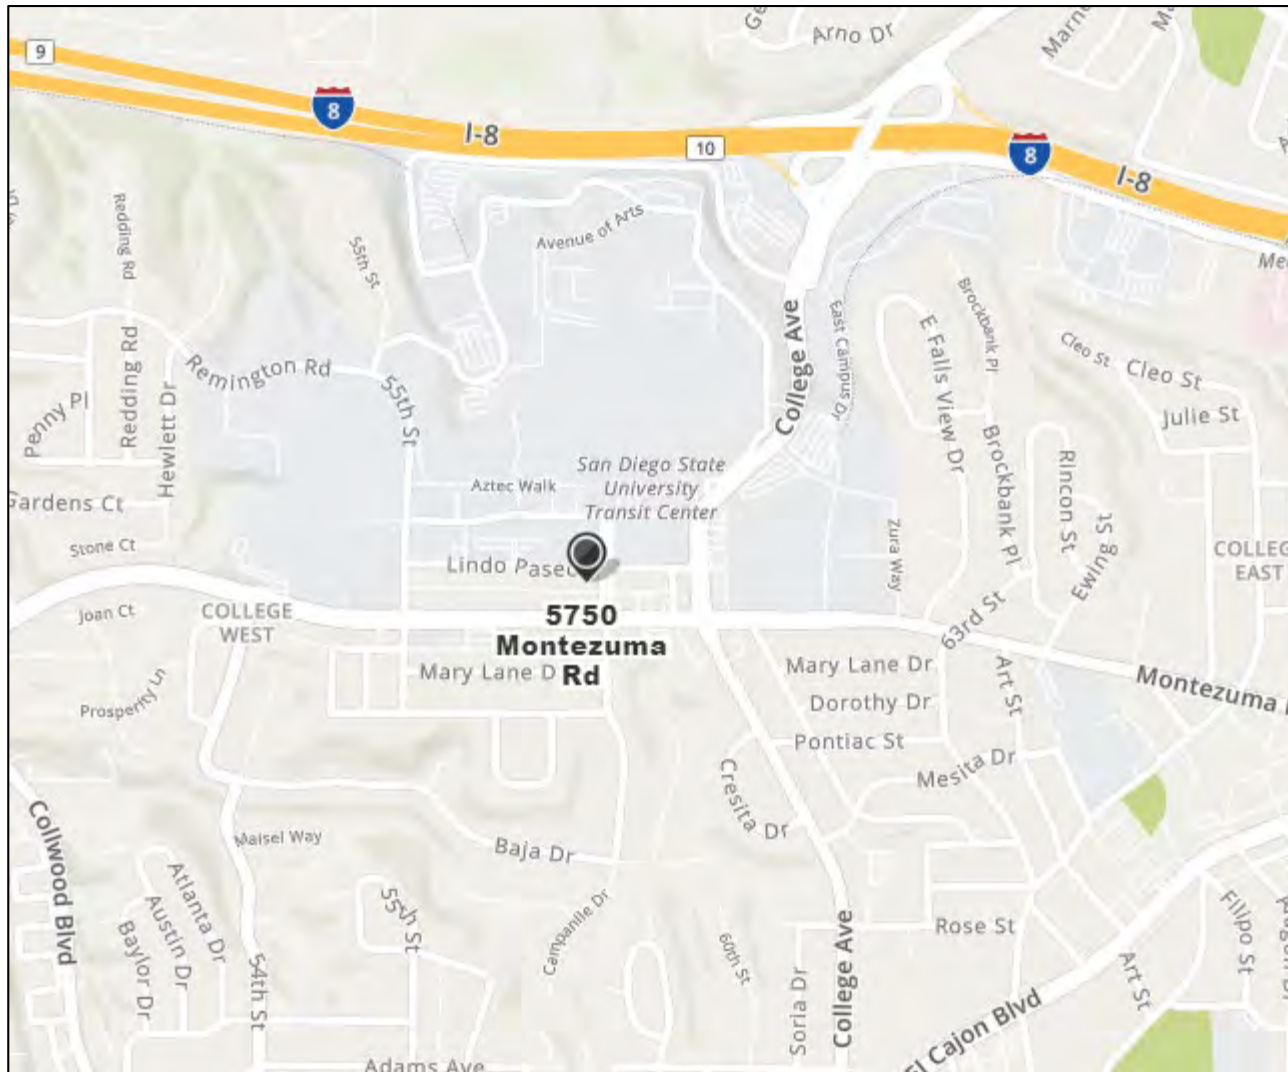 Arno Dr
9
8
I-8
10
8
I-8
Redding Rd
55th St
Avenue of Arts
College Ave
East Campus Dr
Brockbank Pl
E Falls View Dr
Cleo St
Cleo St
Julie St
Penny Pl
Redding Rd
Hewlett Dr
Remington Rd
55th St
San Diego State
University
Transit Center
Aztec Walk
Brockbank Pl
Rincon St
Ewing St
Gardens Ct
Stone Ct
Zura Way
COLLEG
EAST
Lindo Paseo
Joan Ct
COLLEGE
WEST
5750
Montezuma
Rd
63rd St
Mary Lane D
Mary Lane Dr
Art St
Montezuma
Prosperity Ln
Dorothy Dr
Pontiac St
Mesita Dr
Cresita Dr
Collwood Blvd
Maisel Way
Baja Dr
Atlanta Dr
Austin Dr
Baylor Dr
55th St
Campanile Dr
60th St
College Ave
Rose St
Filipo St
54th St
Soria Dr
Art St
El Cajon Blvd
Adams Ave